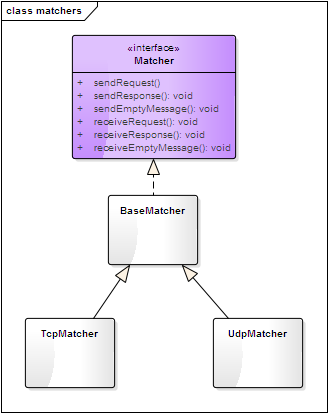 class matchers
«interface»
Matcher
+ sendRequest()
+ sendResponse(): void
+ sendEmptyMessage(): void
+ receiveRequest(): void
+ receiveResponse(): void
+ receiveEmptyMessage(): void
BaseMatcher
TcpMatcher
UdpMatcher